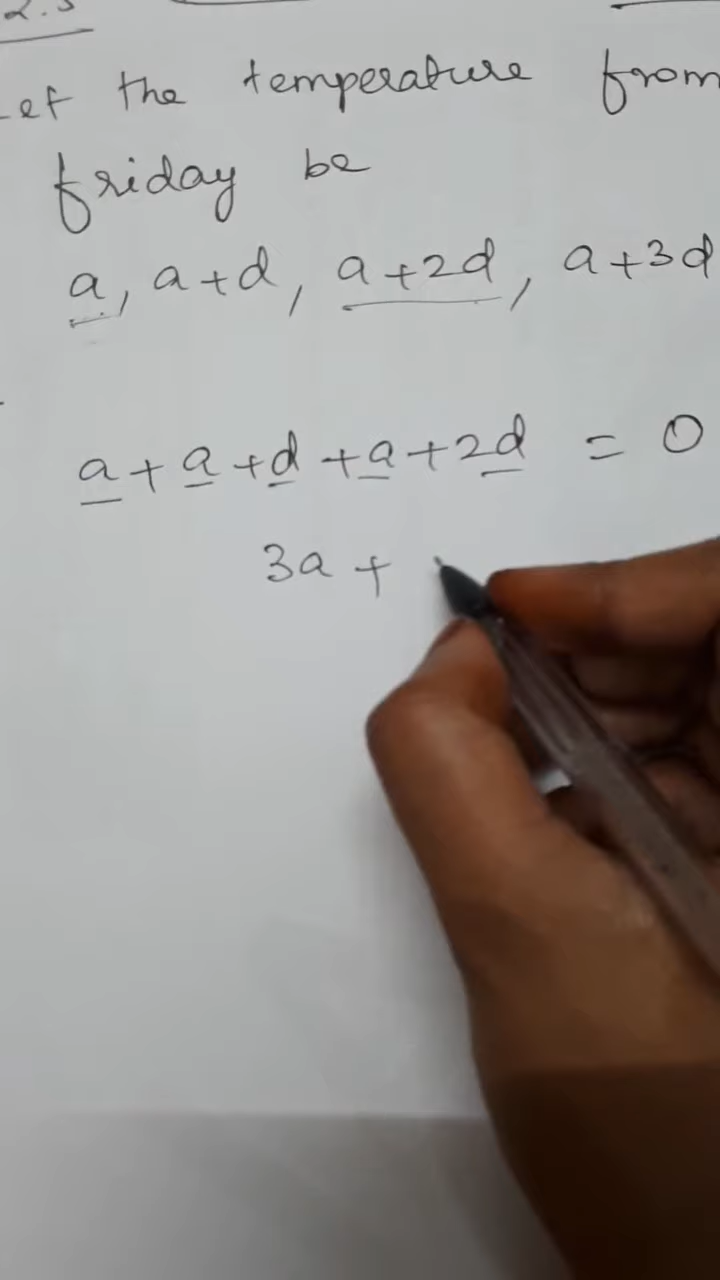 Let the temperature from
friday be
a, a+d, a+2d, a+3d
a + a + d + a + 2d = 0
3a +